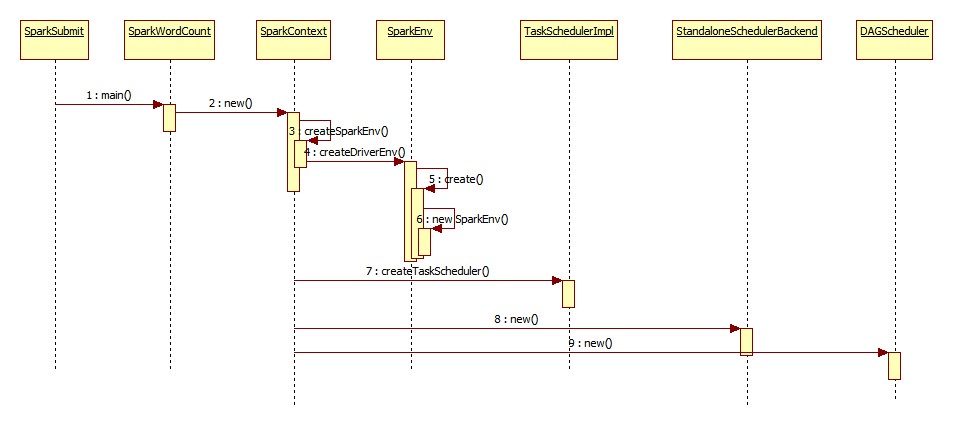 SparkSubmit
SparkWordCount
SparkContext
SparkEnv
TaskSchedulerImpl
StandaloneSchedulerBackend
DAGScheduler
1 : main()
2 : new()
3 : createSparkEnv()
4 : createDriverEnv()
5 : create()
6 : new SparkEnv()
7 : createTaskScheduler()
8 : new()
9 : new()